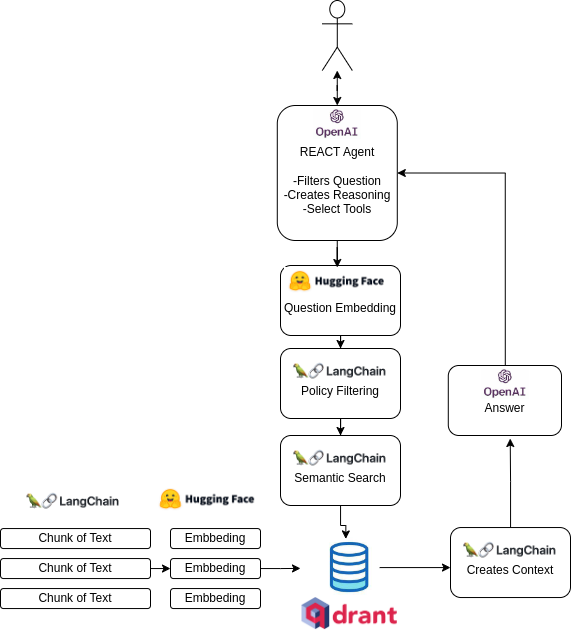 OpenAI
REACT Agent
-Filters Question
-Creates Reasoning
-Select Tools
Hugging Face
Question Embedding
LangChain
Policy Filtering
LangChain
Semantic Search
OpenAI
Answer
LangChain
Hugging Face
Chunk of Text
Embbeding
Chunk of Text
Embbeding
Chunk of Text
Embbeding
qdrant
LangChain
Creates Context